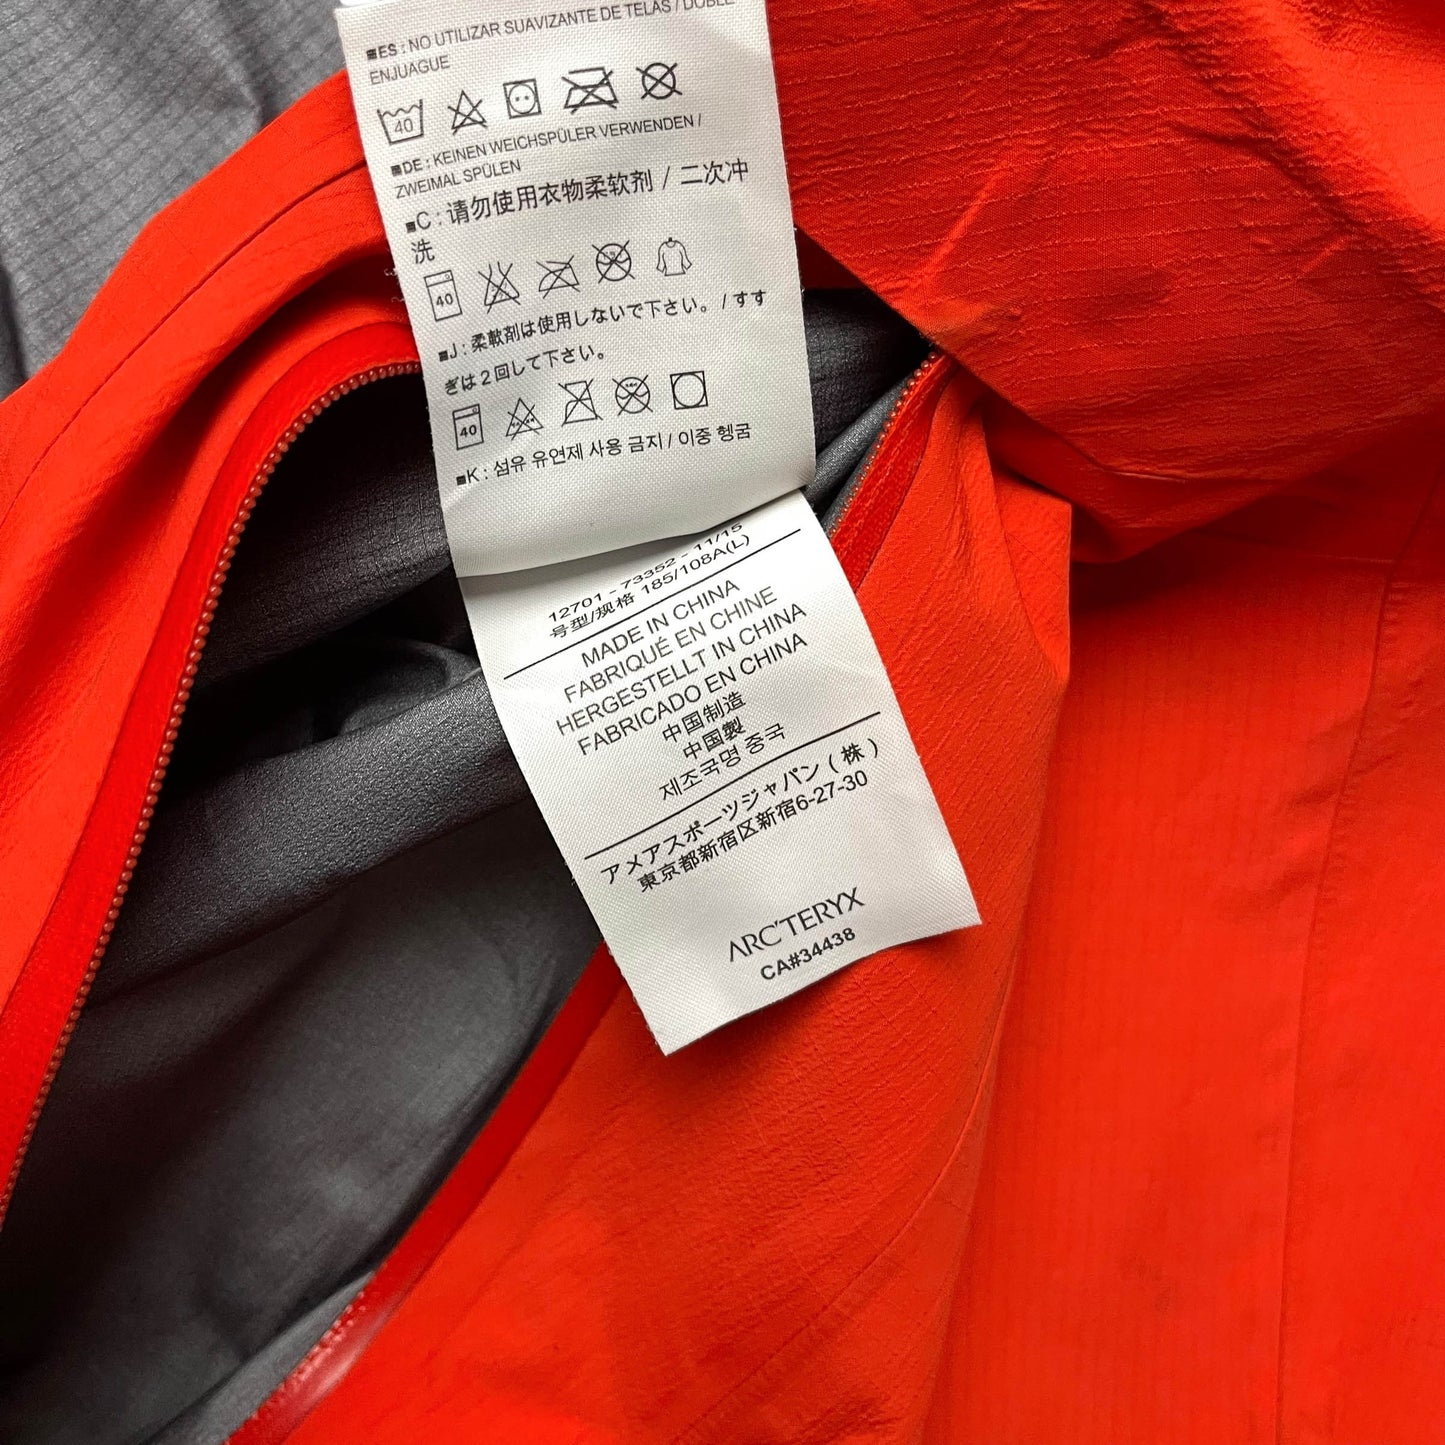 ■ES : NO UTILIZAR SUAVIZANTE DE TELAS / DOBLE
ENJUAGUE
40
■DE : KEINEN WEICHSPÜLER VERWENDEN /
ZWEIMAL SPÜLEN
■C : 请勿使用衣物柔软剂 / 二次冲
洗
40
■J : 柔軟剤は使用しないで下さい。/ すす
ぎは2回して下さい。
40
■K : 섬유 유연제 사용 금지 / 이중 헹굼
12701 - 73352 - 11/15
号型/规格 185/108A(L)
MADE IN CHINA
FABRIQUÉ EN CHINE
HERGESTELLT IN CHINA
FABRICADO EN CHINA
中国制造
中国製
제조국명 중국
アメアスポーツジャパン ( 株 )
東京都新宿区新宿6-27-30
ARC'TERYX
CA#34438